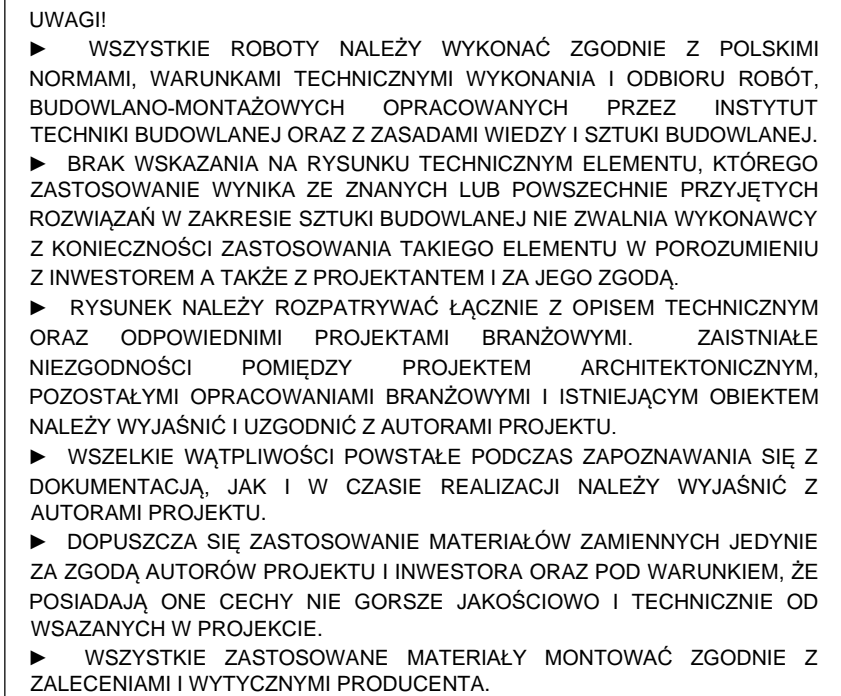 UWAGI!
► WSZYSTKIE ROBOTY NALEŻY WYKONAĆ ZGODNIE Z POLSKIMI
NORMAMI, WARUNKAMI TECHNICZNYMI WYKONANIA I ODBIORU ROBÓT,
BUDOWLANO-MONTAŻOWYCH OPRACOWANYCH PRZEZ INSTYTUT
TECHNIKI BUDOWLANEJ ORAZ Z ZASADAMI WIEDZY I SZTUKI BUDOWLANEJ.
► BRAK WSKAZANIA NA RYSUNKU TECHNICZNYM ELEMENTU, KTÓREGO
ZASTOSOWANIE WYNIKA ZE ZNANYCH LUB POWSZECHNIE PRZYJĘTYCH
ROZWIĄZAŃ W ZAKRESIE SZTUKI BUDOWLANEJ NIE ZWALNIA WYKONAWCY
Z KONIECZNOŚCI ZASTOSOWANIA TAKIEGO ELEMENTU W POROZUMIENIU
Z INWESTOREM A TAKŻE Z PROJEKTANTEM I ZA JEGO ZGODĄ.
► RYSUNEK NALEŻY ROZPATRYWAĆ ŁĄCZNIE Z OPISEM TECHNICZNYM
ORAZ ODPOWIEDNIMI PROJEKTAMI BRANŻOWYMI. ZAISTNIAŁE
NIEZGODNOŚCI POMIĘDZY PROJEKTEM ARCHITEKTONICZNYM,
POZOSTAŁYMI OPRACOWANIAMI BRANŻOWYMI I ISTNIEJĄCYM OBIEKTEM
NALEŻY WYJAŚNIĆ I UZGODNIĆ Z AUTORAMI PROJEKTU.
► WSZELKIE WĄTPLIWOŚCI POWSTAŁE PODCZAS ZAPOZNAWANIA SIĘ Z
DOKUMENTACJĄ, JAK I W CZASIE REALIZACJI NALEŻY WYJAŚNIĆ Z
AUTORAMI PROJEKTU.
► DOPUSZCZA SIĘ ZASTOSOWANIE MATERIAŁÓW ZAMIENNYCH JEDYNIE
ZA ZGODĄ AUTORÓW PROJEKTU I INWESTORA ORAZ POD WARUNKIEM, ŻE
POSIADAJĄ ONE CECHY NIE GORSZE JAKOŚCIOWO I TECHNICZNIE OD
WSAZANYCH W PROJEKCIE.
► WSZYSTKIE ZASTOSOWANE MATERIAŁY MONTOWAĆ ZGODNIE Z
ZALECENIAMI I WYTYCZNYMI PRODUCENTA.